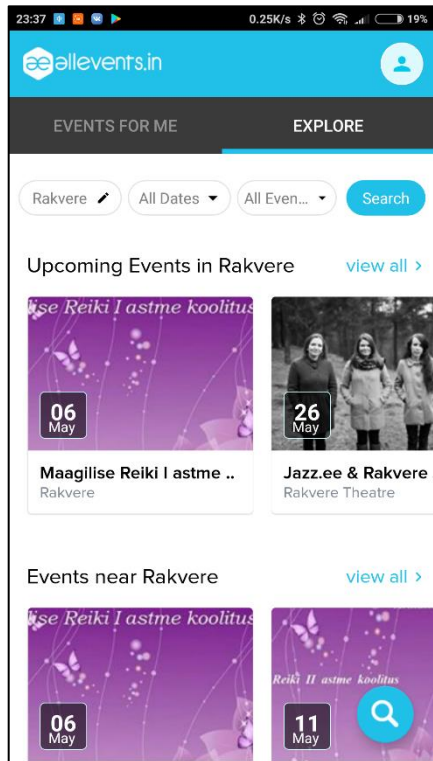 23:37 0.25K/s 19%
æ allevents.in
EVENTS FOR ME EXPLORE
Rakvere All Dates All Even... Search
Upcoming Events in Rakvere view all >
ise Reiki I astme koolitus
06
May
26
May
Maagilise Reiki I astme ..
Rakvere
Jazz.ee & Rakvere
Rakvere Theatre
Events near Rakvere view all >
lise Reiki I astme koolitus
06
May
Reiki II astme koolitus
11
May